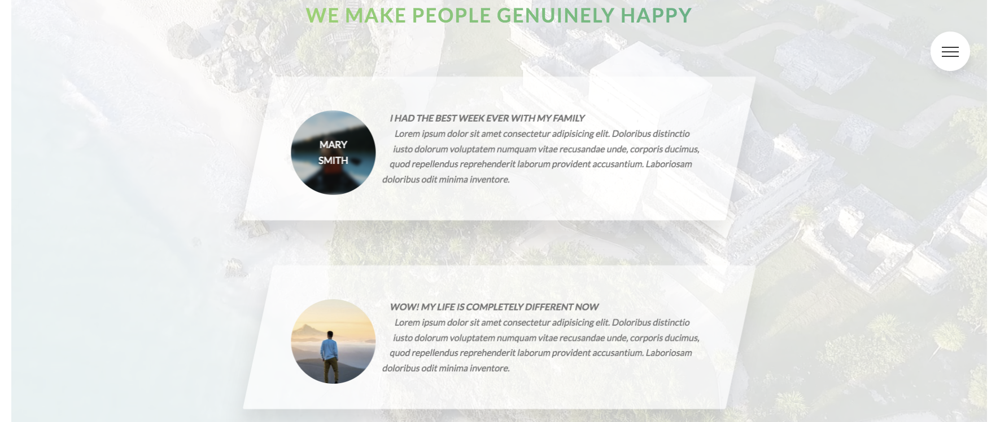 WE MAKE PEOPLE GENUINELY HAPPY
MARY
SMITH
I HAD THE BEST WEEK EVER WITH MY FAMILY
Lorem ipsum dolor sit amet consectetur adipisicing elit. Doloribus distinctio
iusto dolorum voluptatem numquam vitae recusandae unde, corporis ducimus,
quod repellendus reprehenderit laborum provident accusantium. Laboriosam
doloribus odit minima inventore.
WOW! MY LIFE IS COMPLETELY DIFFERENT NOW
Lorem ipsum dolor sit amet consectetur adipisicing elit. Doloribus distinctio
iusto dolorum voluptatem numquam vitae recusandae unde, corporis ducimus,
quod repellendus reprehenderit laborum provident accusantium. Laboriosam
doloribus odit minima inventore.